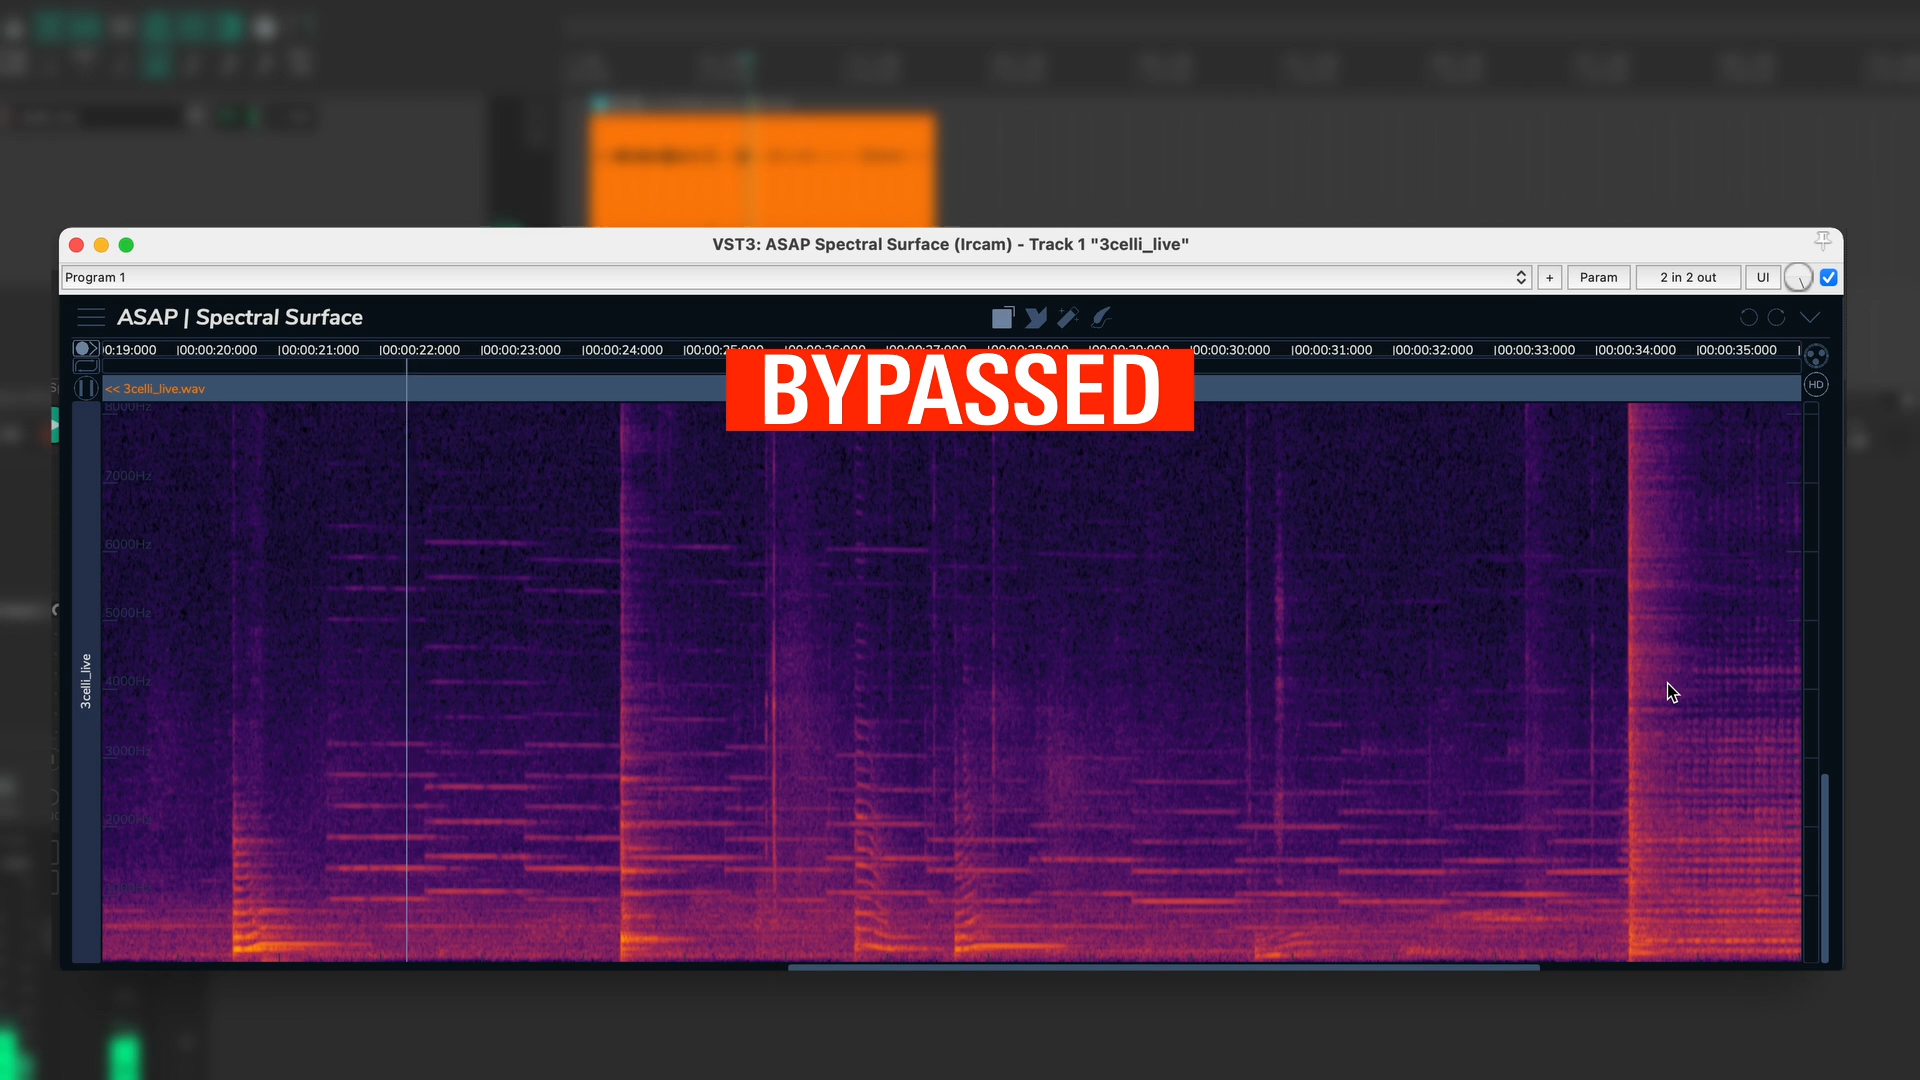 VST3: ASAP Spectral Surface (Ircam) - Track 1 "3celli_live"
Program 1
+
Param
2 in 2 out
UI
ASAP | Spectral Surface
0:19:000 |00:00:20:000 |00:00:21:000 |00:00:22:000 |00:00:23:000 |00:00:24:000 |00:00:30:000 |00:00:31:000 |00:00:32:000 |00:00:33:000 |00:00:34:000 |00:00:35:000
BYPASSED
<< 3celli_live.wav
HD
8000Hz
7000Hz
6000Hz
5000Hz
4000Hz
3000Hz
2000Hz
3celli_live